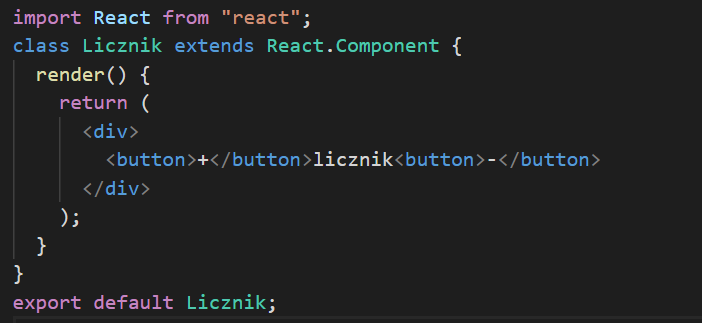 import React from "react";
class Licznik extends React.Component {
  render() {
    return (
      <div>
        <button>+</button>licznik<button>-</button>
      </div>
    );
  }
}
export default Licznik;